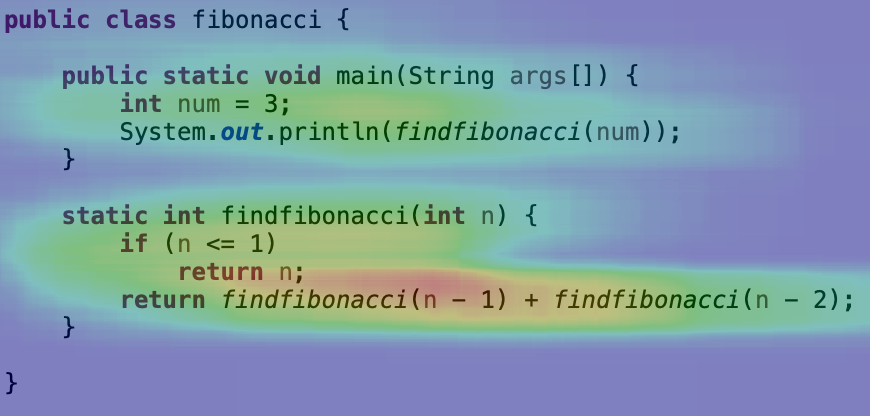 public class fibonacci {
public static void main(String args[]) {
int num = 3;
System.out.println(findfibonacci(num));
}
static int findfibonacci(int n) {
if (n <= 1)
return n;
return findfibonacci(n - 1) + findfibonacci(n - 2);
}
}